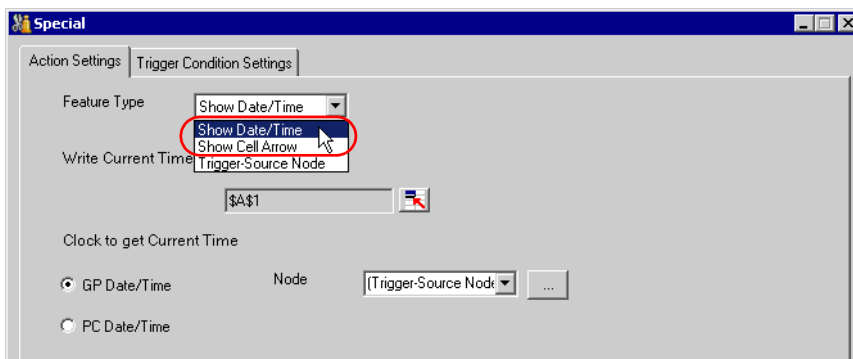 Special
Action Settings
Trigger Condition Settings
Feature Type
Show Date/Time
Show Date/Time
Show Cell Arrow
Write Current Time
Trigger-Source Node
$A$1
Clock to get Current Time
GP Date/Time
Node
(Trigger-Source Node
...
PC Date/Time